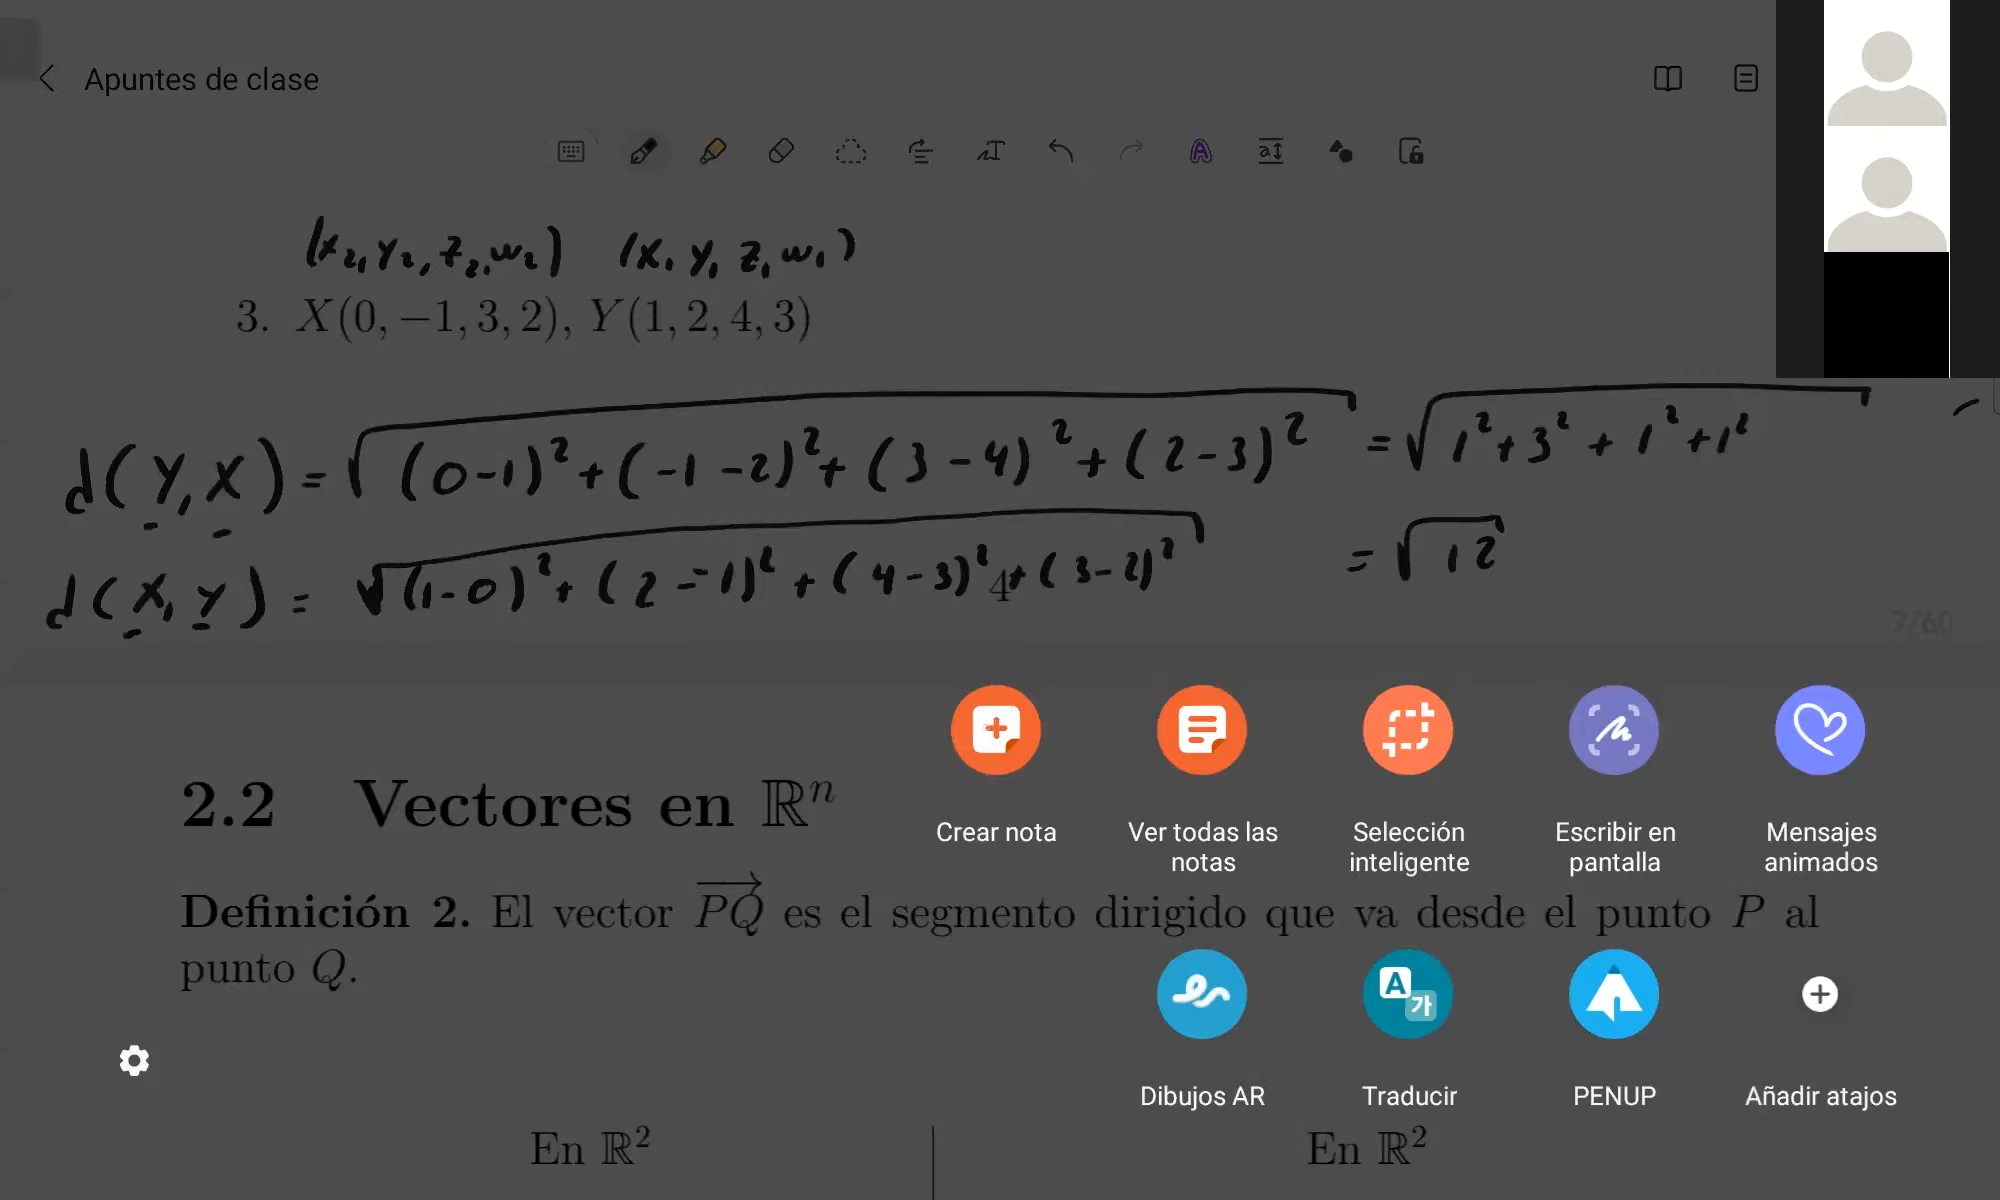 Apuntes de clase
(x₂, y₂, z₂, w₂) (x₁ y₁ z₁ w₁)
3. X(0, −1, 3, 2), Y(1, 2, 4, 3)
d(Y, X) = √((0-1)² + (-1-2)² + (3-4)² + (2-3)²) = √(1² + 3² + 1² + 1²)
d(X, Y) = √((1-0)² + (2--1)² + (4-3)² + (3-2)²) = √12
4
7/60
2.2 Vectores en ℝⁿ
Crear nota
Ver todas las notas
Selección inteligente
Escribir en pantalla
Mensajes animados
Definición 2. El vector P͞Q⃗ es el segmento dirigido que va desde el punto P al
punto Q.
Dibujos AR
Traducir
PENUP
Añadir atajos
En ℝ²
En ℝ²